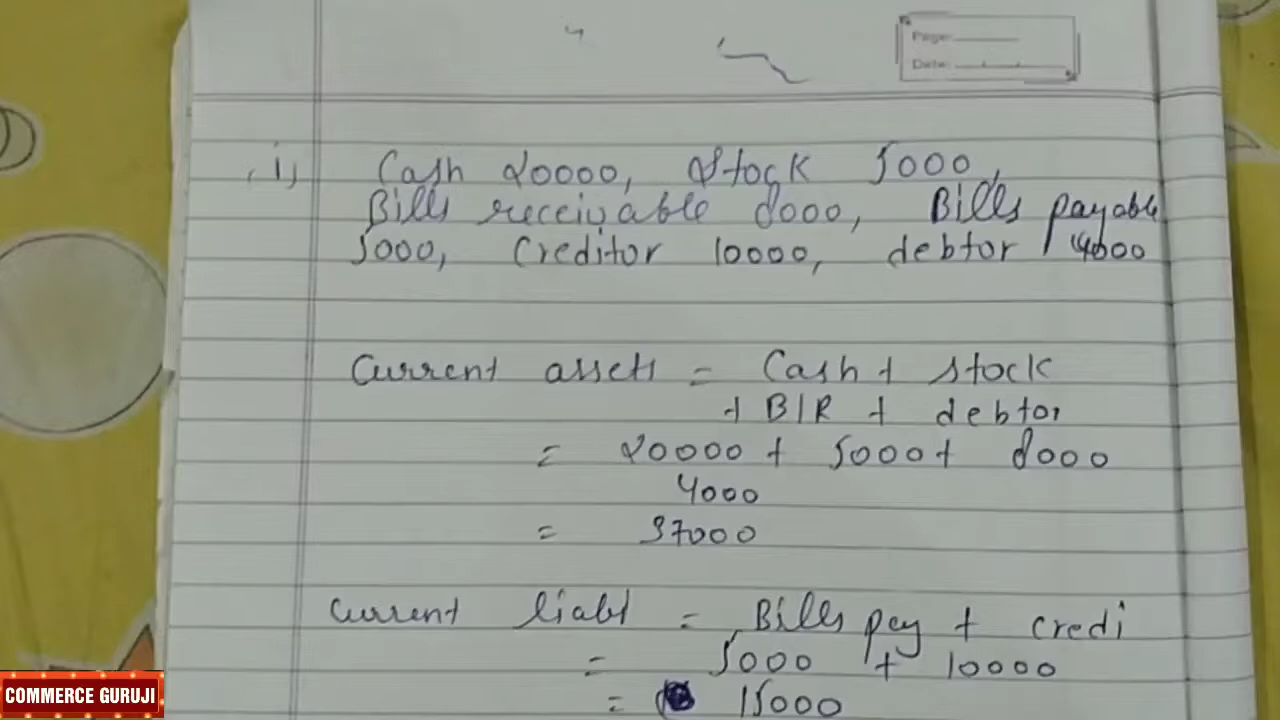 Page:
Date:
i) Cash 20000, Stock 5000,
Bills receivable 8000, Bills payable
5000, Creditor 10000, debtor 4000
Current assets = Cash + stock
+ B/R + debtor
= 20000 + 5000 + 8000
4000
= 37000
Current liabt = Bills pay + credi
= 5000 + 10000
= 15000
COMMERCE GURUJI